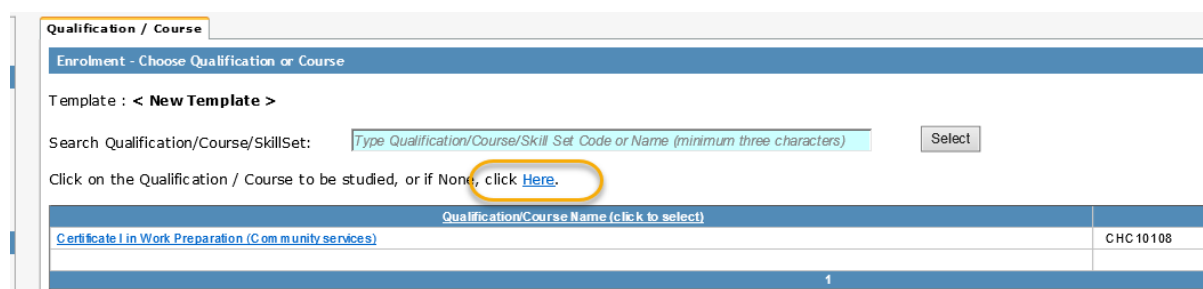 Qualification / Course
Enrolment - Choose Qualification or Course
Template : < New Template >
Search Qualification/Course/SkillSet: Type Qualification/Course/Skill Set Code or Name (minimum three characters) Select
Click on the Qualification / Course to be studied, or if None, click Here.
Qualification/Course Name (click to select)
Certificate I in Work Preparation (Community services) CHC10108
1